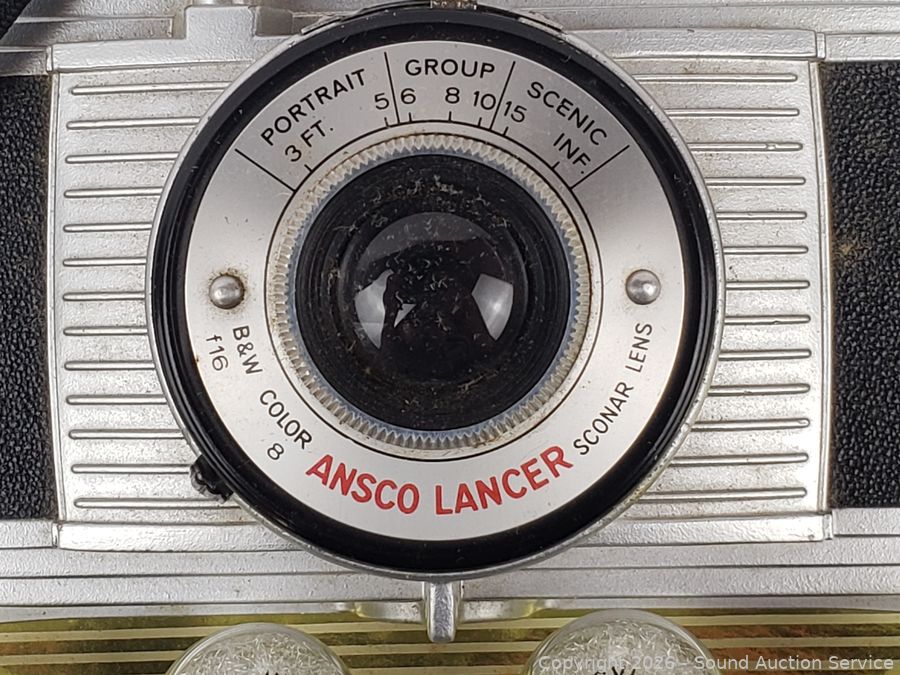 PORTRAIT GROUP SCENIC
3 FT. 5 6 8 10 15 INF.
B&W COLOR
f16 8
ANSCO LANCER
SCONAR LENS
Copyright 2026 - Sound Auction Service